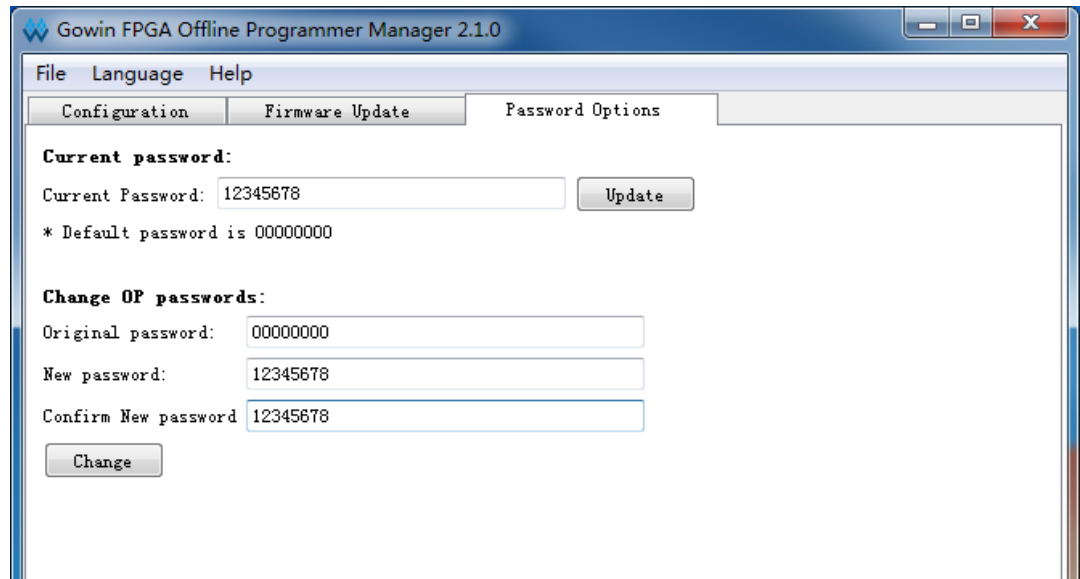 Gowin FPGA Offline Programmer Manager 2.1.0
File Language Help
Configuration Firmware Update Password Options
Current password:
Current Password: 12345678 Update
* Default password is 00000000
Change OP passwords:
Original password: 00000000
New password: 12345678
Confirm New password 12345678
Change